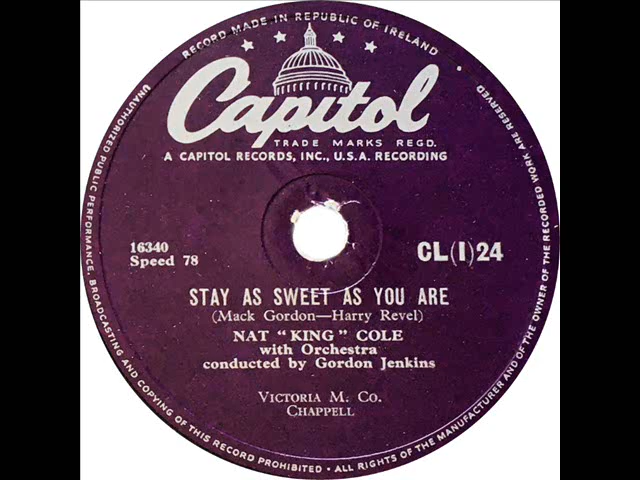 RECORD MADE IN REPUBLIC OF IRELAND
Capitol
TRADE MARKS REGD.
A CAPITOL RECORDS, INC., U.S.A. RECORDING
16340
Speed 78
CL(I)24
STAY AS SWEET AS YOU ARE
(Mack Gordon—Harry Revel)
NAT "KING" COLE
with Orchestra
conducted by Gordon Jenkins
VICTORIA M. CO.
CHAPPELL
UNAUTHORIZED PUBLIC PERFORMANCE, BROADCASTING AND COPYING OF THIS RECORD PROHIBITED • ALL RIGHTS OF THE MANUFACTURER AND OF THE OWNER OF THE RECORDED WORK ARE RESERVED